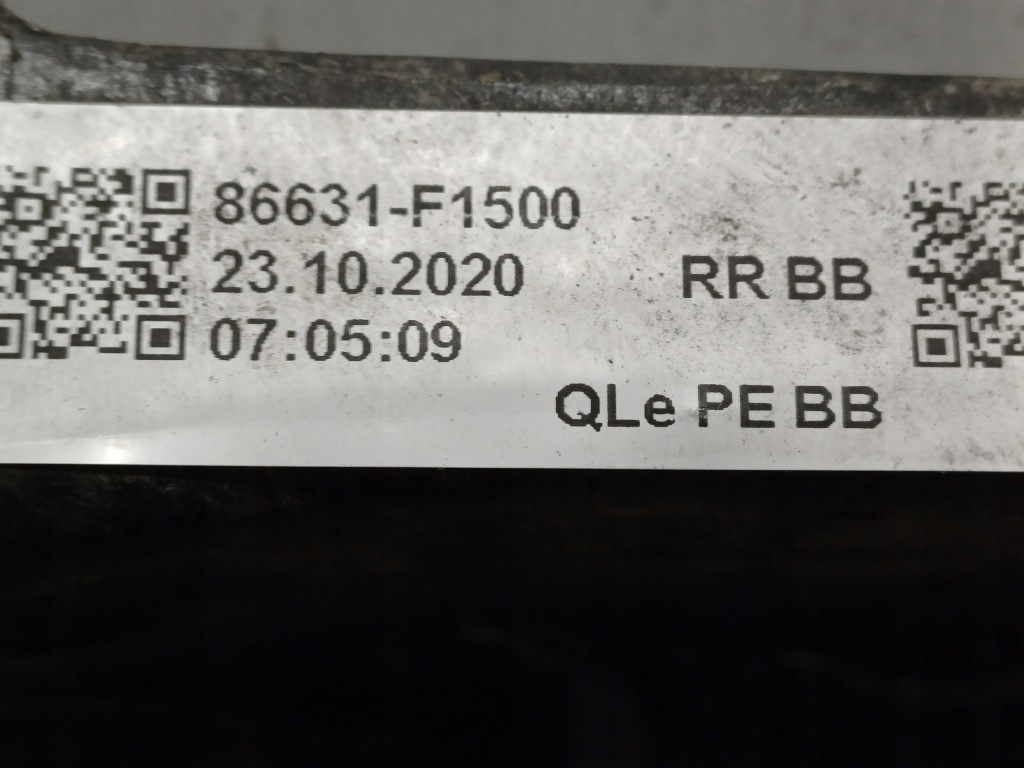 86631-F1500
23.10.2020
RR BB
07:05:09
QLe PE BB